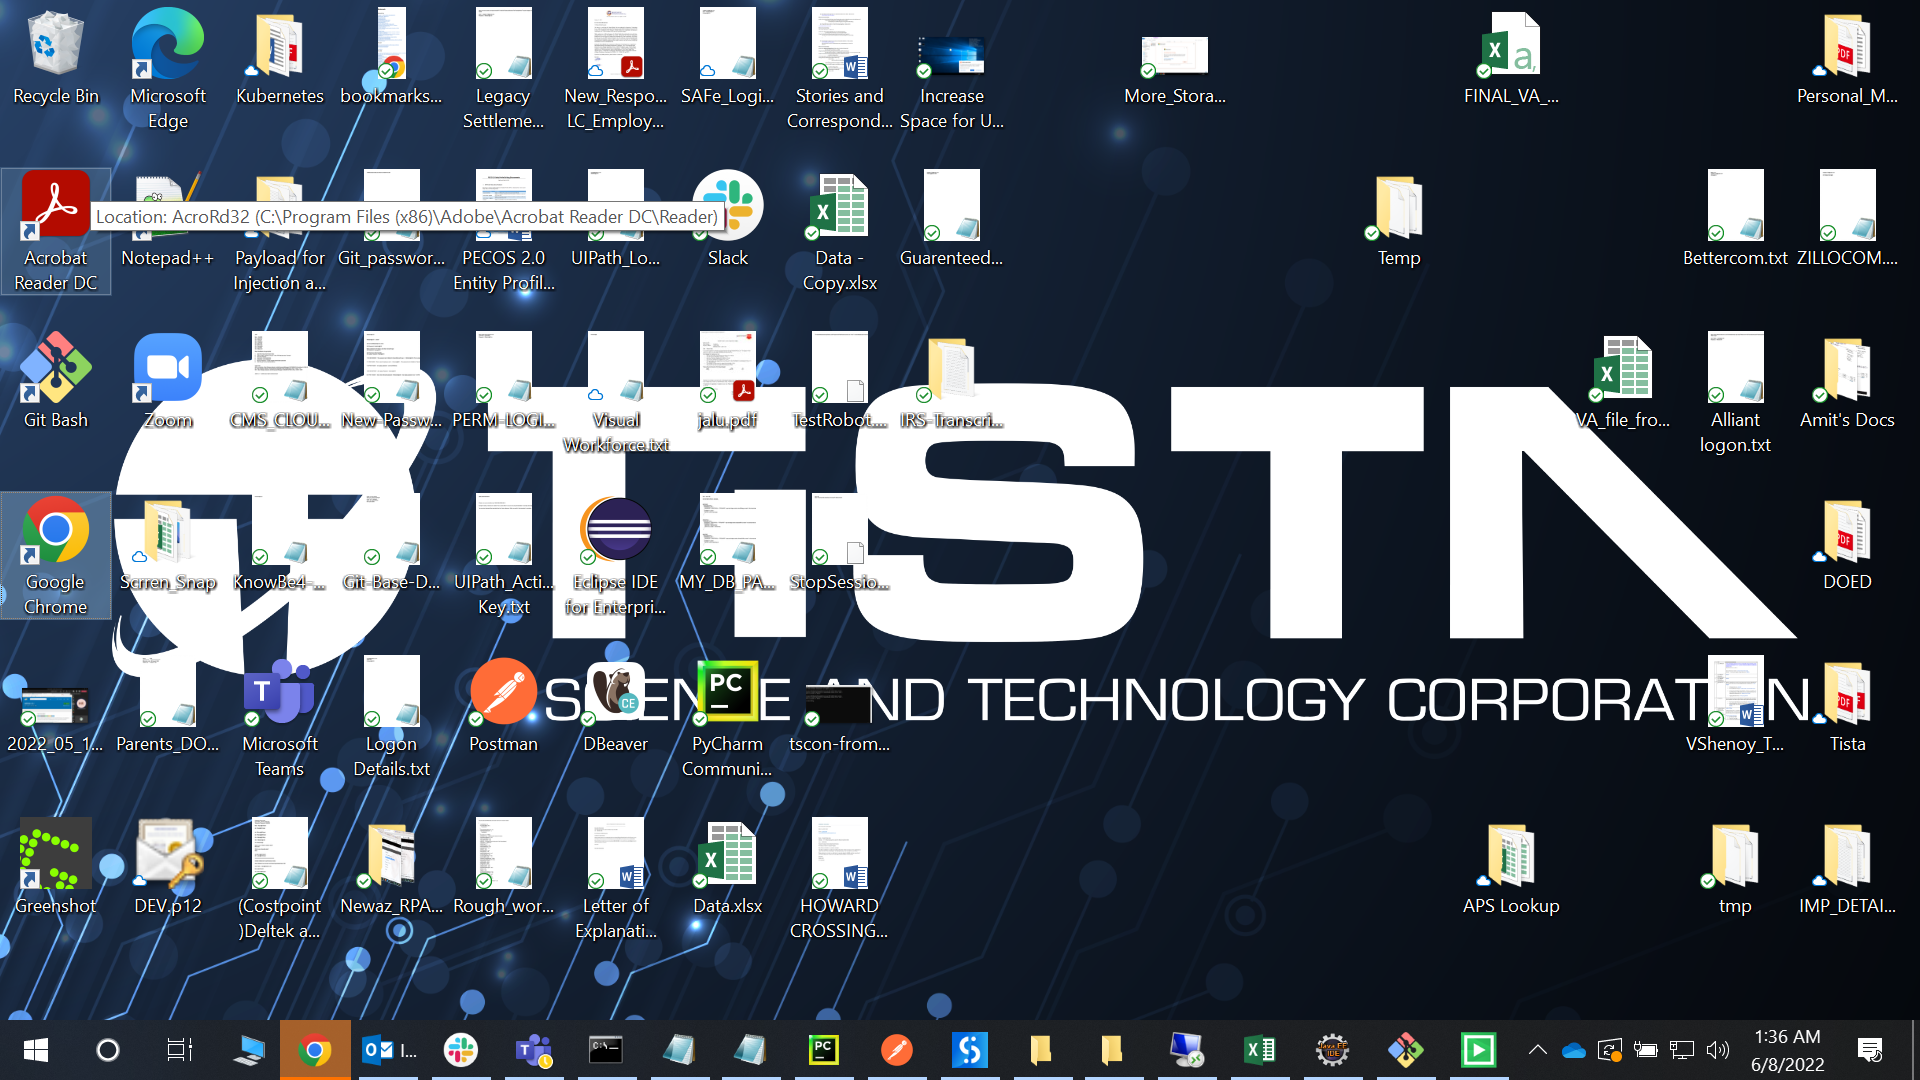 Recycle Bin
Microsoft
Edge
Kubernetes
bookmarks...
Legacy
Settleme...
New_Respo...
LC_Employ...
SAFe_Logi...
Stories and
Correspond...
Increase
Space for U...
More_Stora...
FINAL_VA_...
Personal_M...
Location: AcroRd32 (C:\Program Files (x86)\Adobe\Acrobat Reader DC\Reader)
Acrobat
Reader DC
Notepad++
Payload for
Injection a...
Git_passwor...
PECOS 2.0
Entity Profil...
UIPath_Lo...
Slack
Data -
Copy.xlsx
Guarenteed...
Temp
Bettercom.txt
ZILLOCOM....
Git Bash
Zoom
CMS_CLOU...
New-Passw...
PERM-LOGI...
Visual
Workforce.txt
jalu.pdf
TestRobot....
IRS-Transcri...
VA_file_fro...
Alliant
logon.txt
Amit's Docs
TISTA
SCIENCE AND TECHNOLOGY CORPORATION
Google
Chrome
Scrren_Snap
KnowBe4-...
Git-Base-D...
UIPath_Acti...
Key.txt
Eclipse IDE
for Enterpri...
MY_DB_PA...
StopSessio...
DOED
2022_05_1...
Parents_DO...
Microsoft
Teams
Logon
Details.txt
Postman
DBeaver
PyCharm
Communi...
tscon-from...
VShenoy_T...
Tista
Greenshot
DEV.p12
(Costpoint
)Deltek a...
Newaz_RPA...
Rough_wor...
Letter of
Explanati...
Data.xlsx
HOWARD
CROSSING...
APS Lookup
tmp
IMP_DETAI...
I...
1:36 AM
6/8/2022